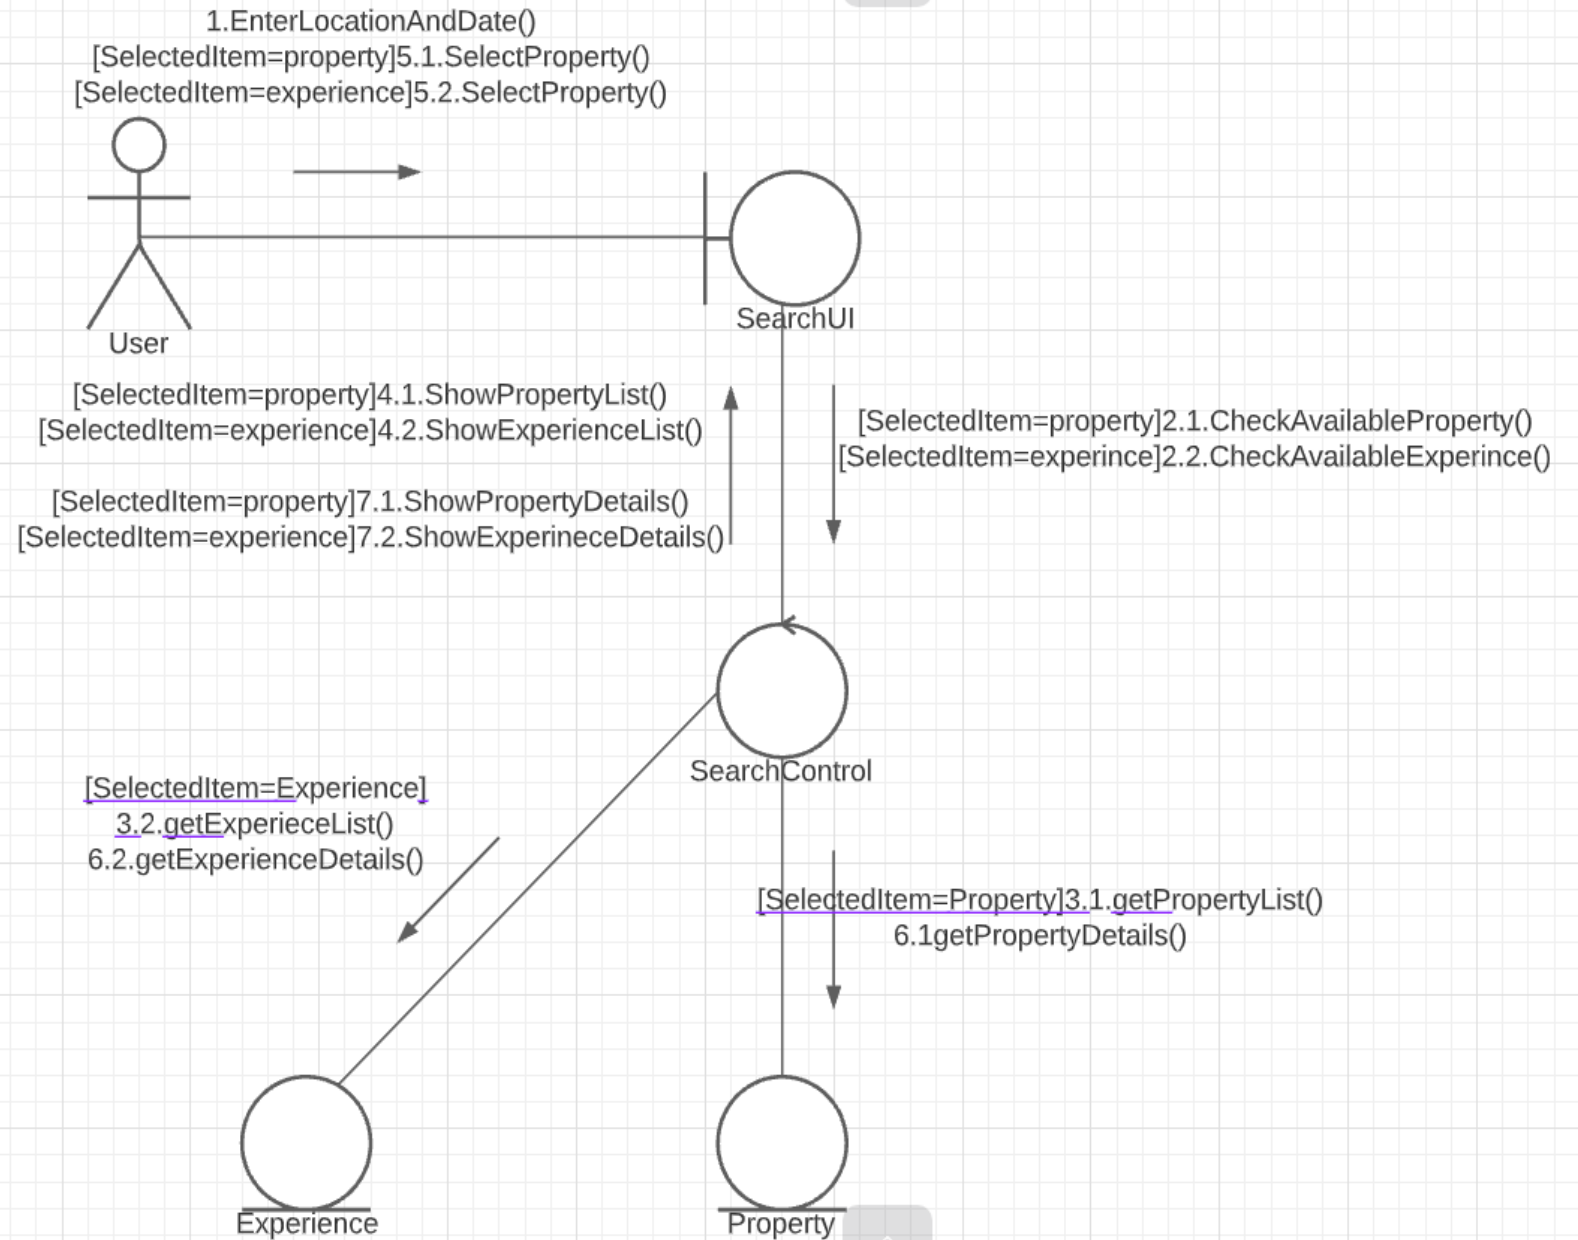 1.EnterLocationAndDate()
[SelectedItem=property]5.1.SelectProperty()
[SelectedItem=experience]5.2.SelectProperty()
SearchUI
User
[SelectedItem=property]4.1.ShowPropertyList()
[SelectedItem=experience]4.2.ShowExperienceList()
[SelectedItem=property]7.1.ShowPropertyDetails()
[SelectedItem=experience]7.2.ShowExperineceDetails()
[SelectedItem=property]2.1.CheckAvailableProperty()
[SelectedItem=experince]2.2.CheckAvailableExperince()
SearchControl
[SelectedItem=Experience]
3.2.getExperieceList()
6.2.getExperienceDetails()
[SelectedItem=Property]3.1.getPropertyList()
6.1getPropertyDetails()
Experience
Property